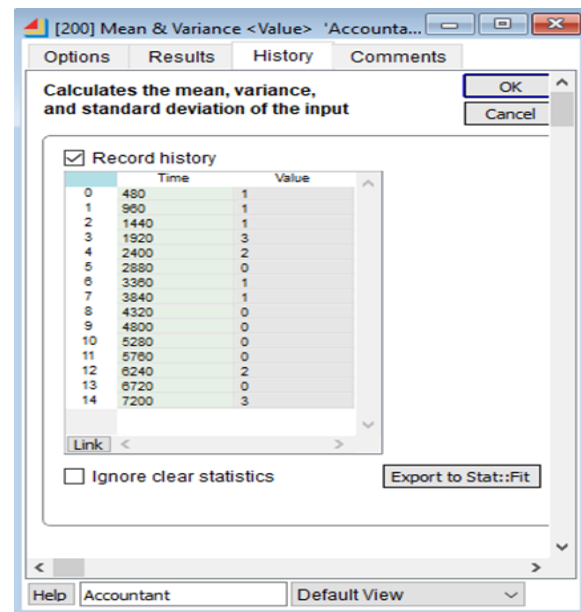 [200] Mean & Variance <Value> 'Accounta...
Options Results History Comments
Calculates the mean, variance,
and standard deviation of the input
OK
Cancel
Record history
Time Value
0 480 1
1 960 1
2 1440 1
3 1920 3
4 2400 2
5 2880 0
6 3360 1
7 3840 1
8 4320 0
9 4800 0
10 5280 0
11 5760 0
12 6240 2
13 6720 0
14 7200 3
Link
Ignore clear statistics
Export to Stat::Fit
Help Accountant Default View